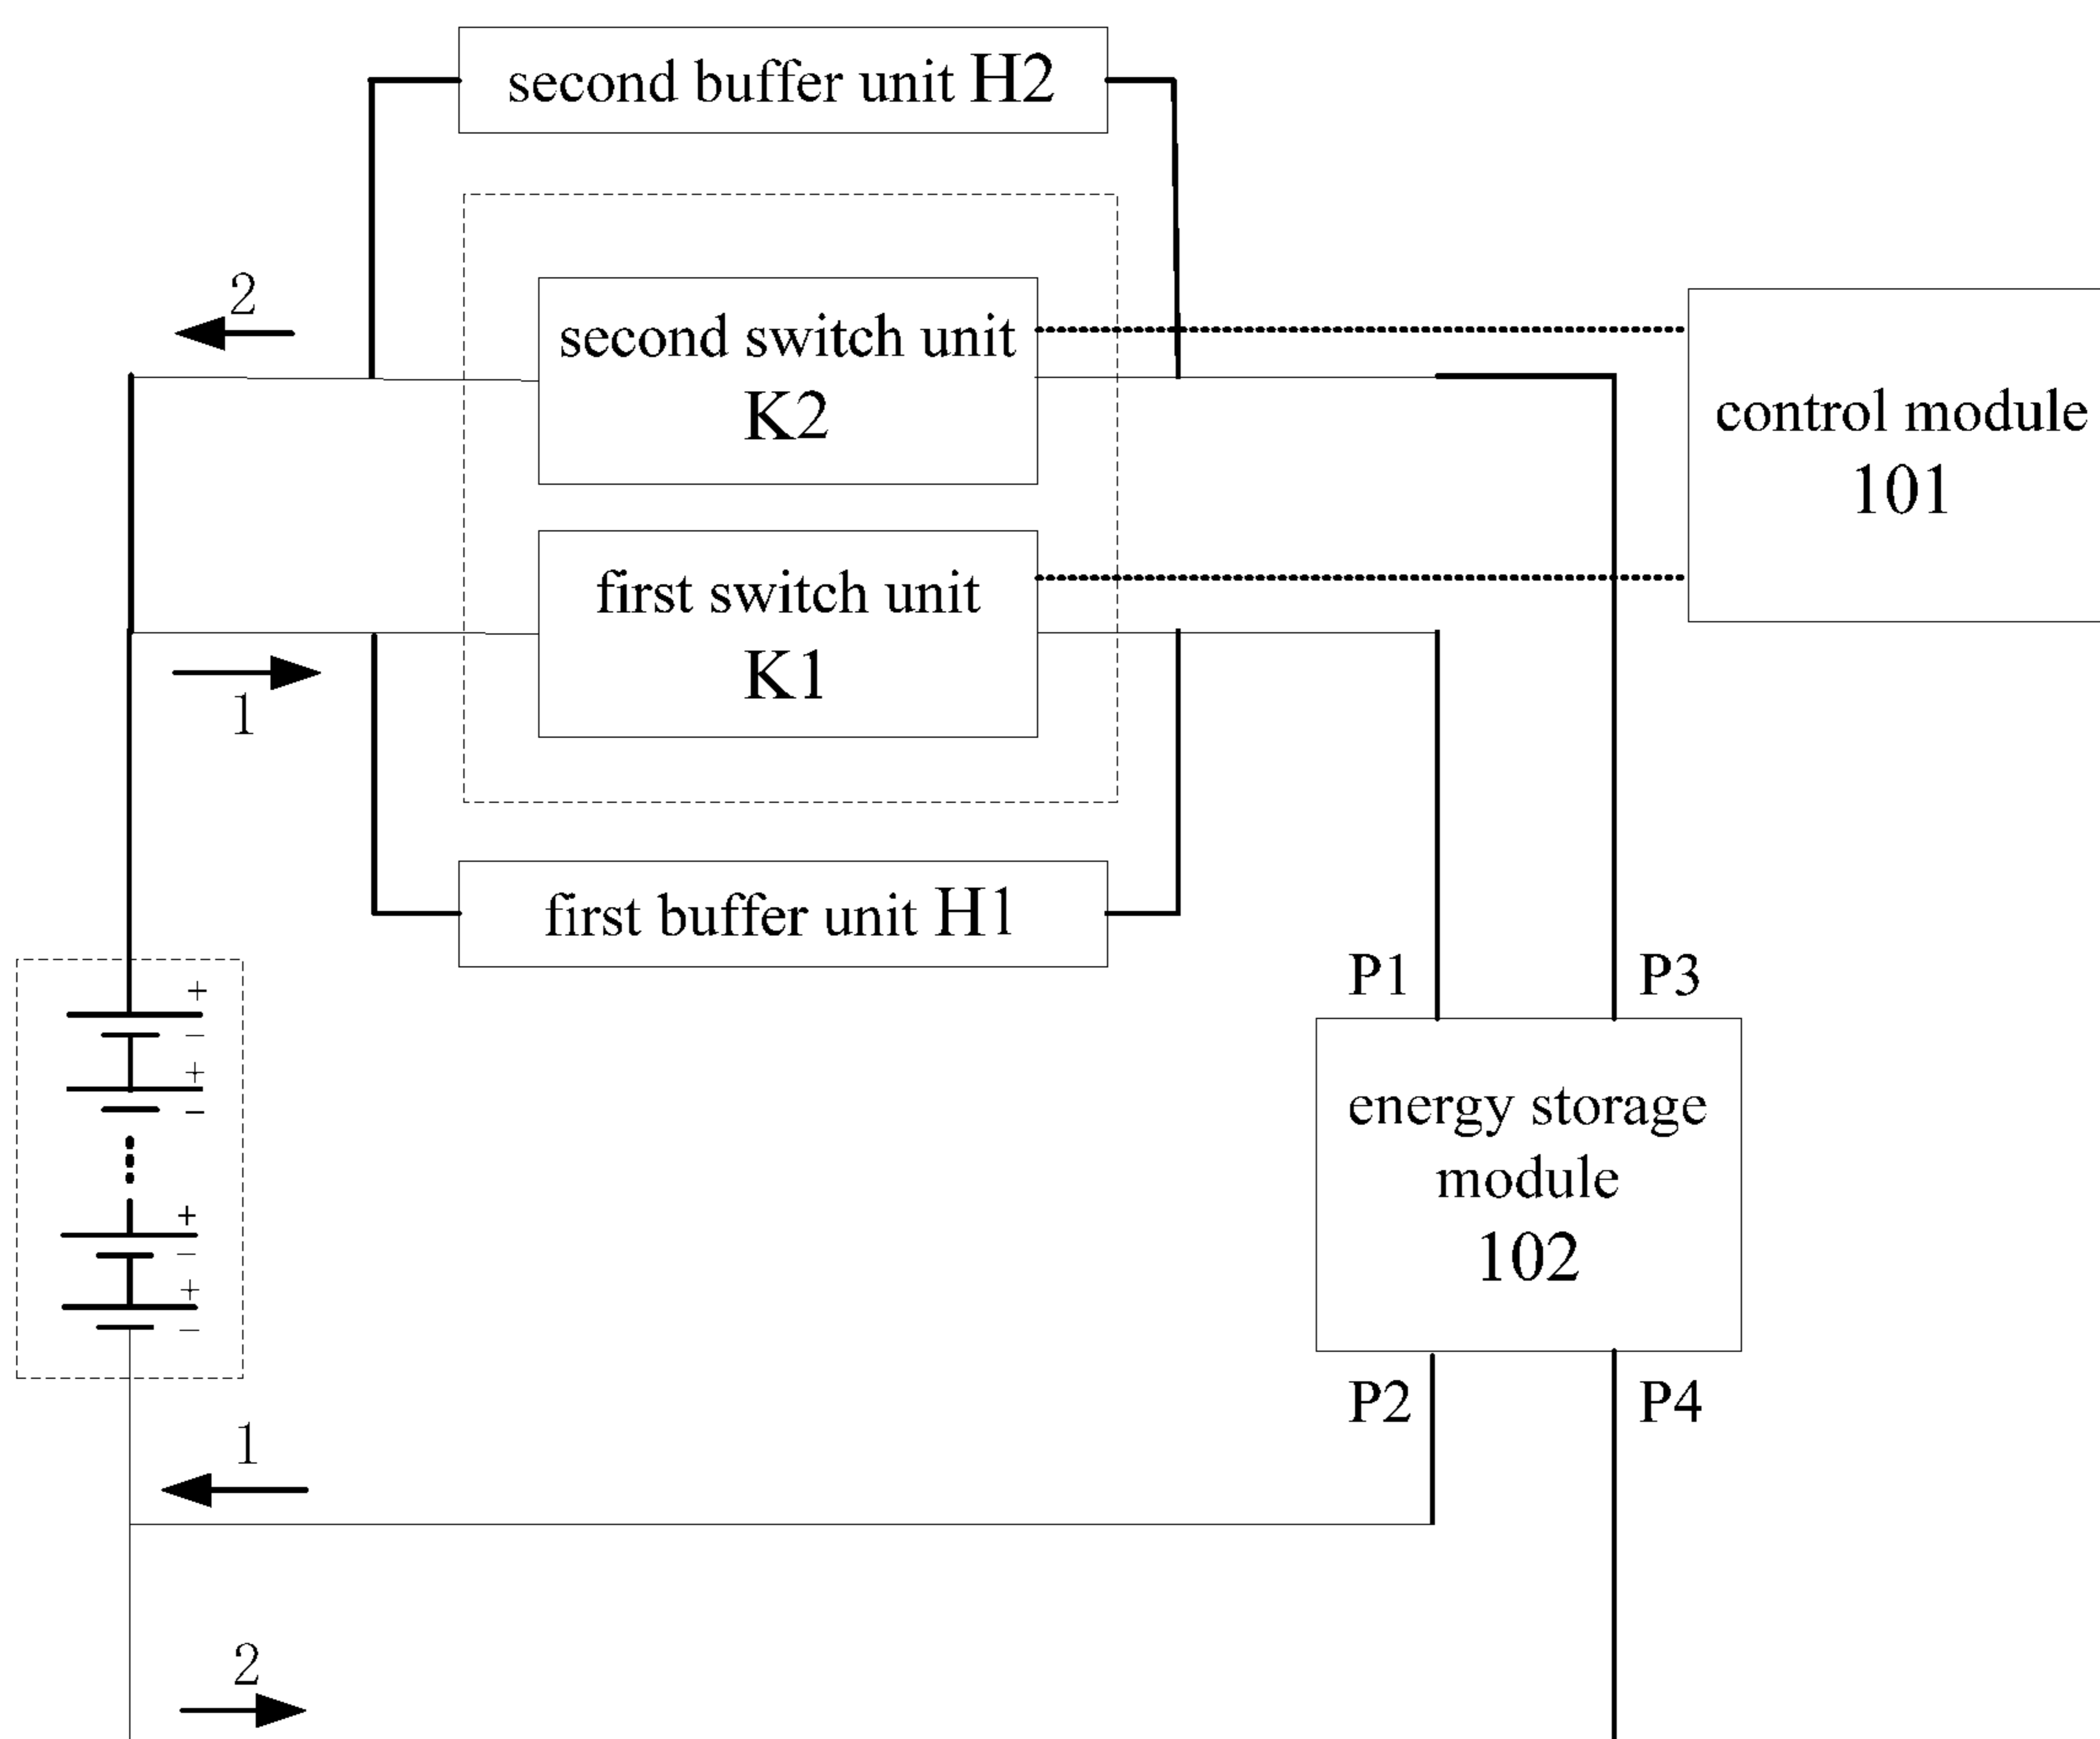 second buffer unit H2
2
second switch unit
K2
control module
101
first switch unit
K1
1
first buffer unit H1
P1
P3
+
−
+
−
energy storage
module
102
+
−
+
−
P2
P4
1
2